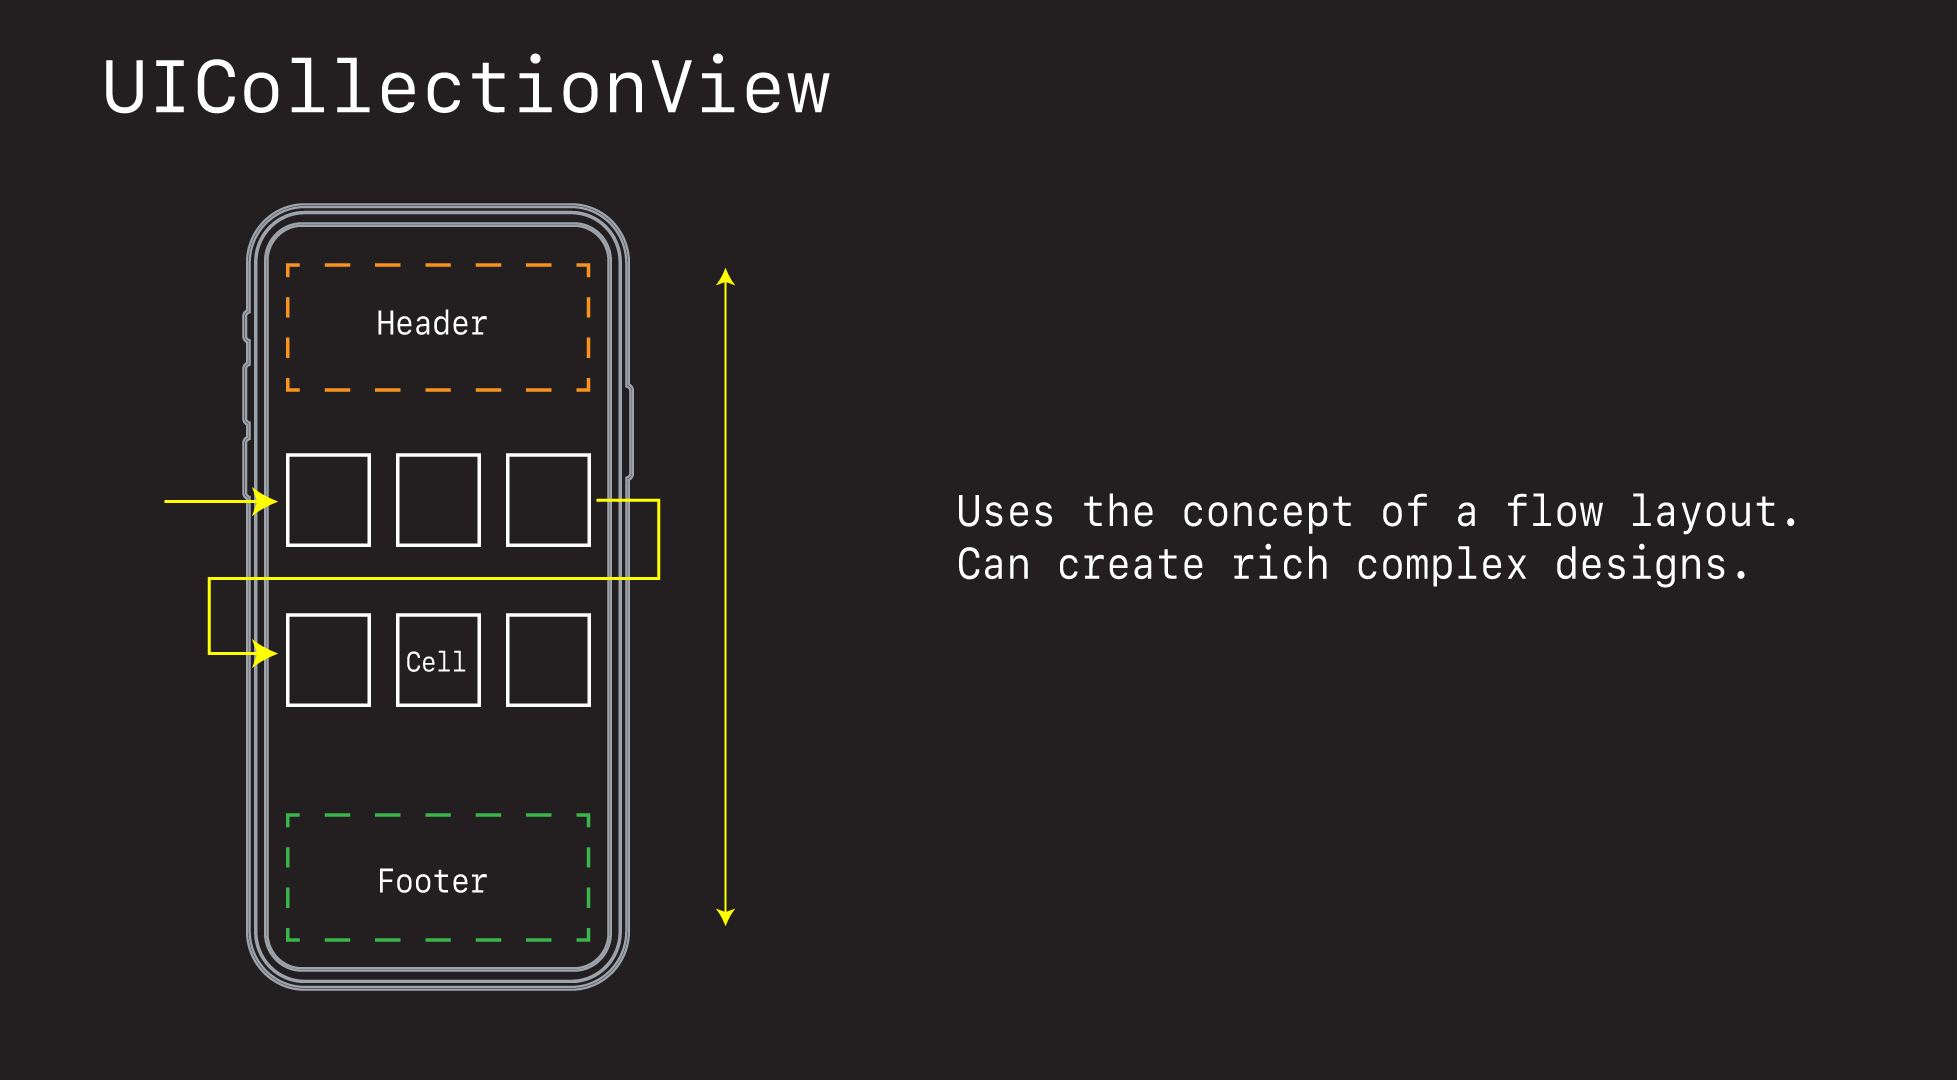 UICollectionView
Header
Cell
Footer
Uses the concept of a flow layout.
Can create rich complex designs.